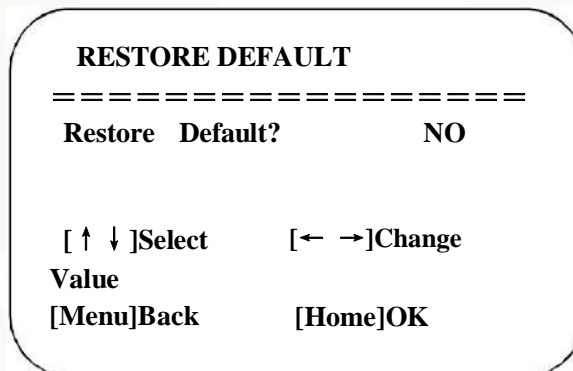 RESTORE DEFAULT
=================
Restore Default? NO
[↑ ↓]Select [← →]Change
Value
[Menu]Back [Home]OK